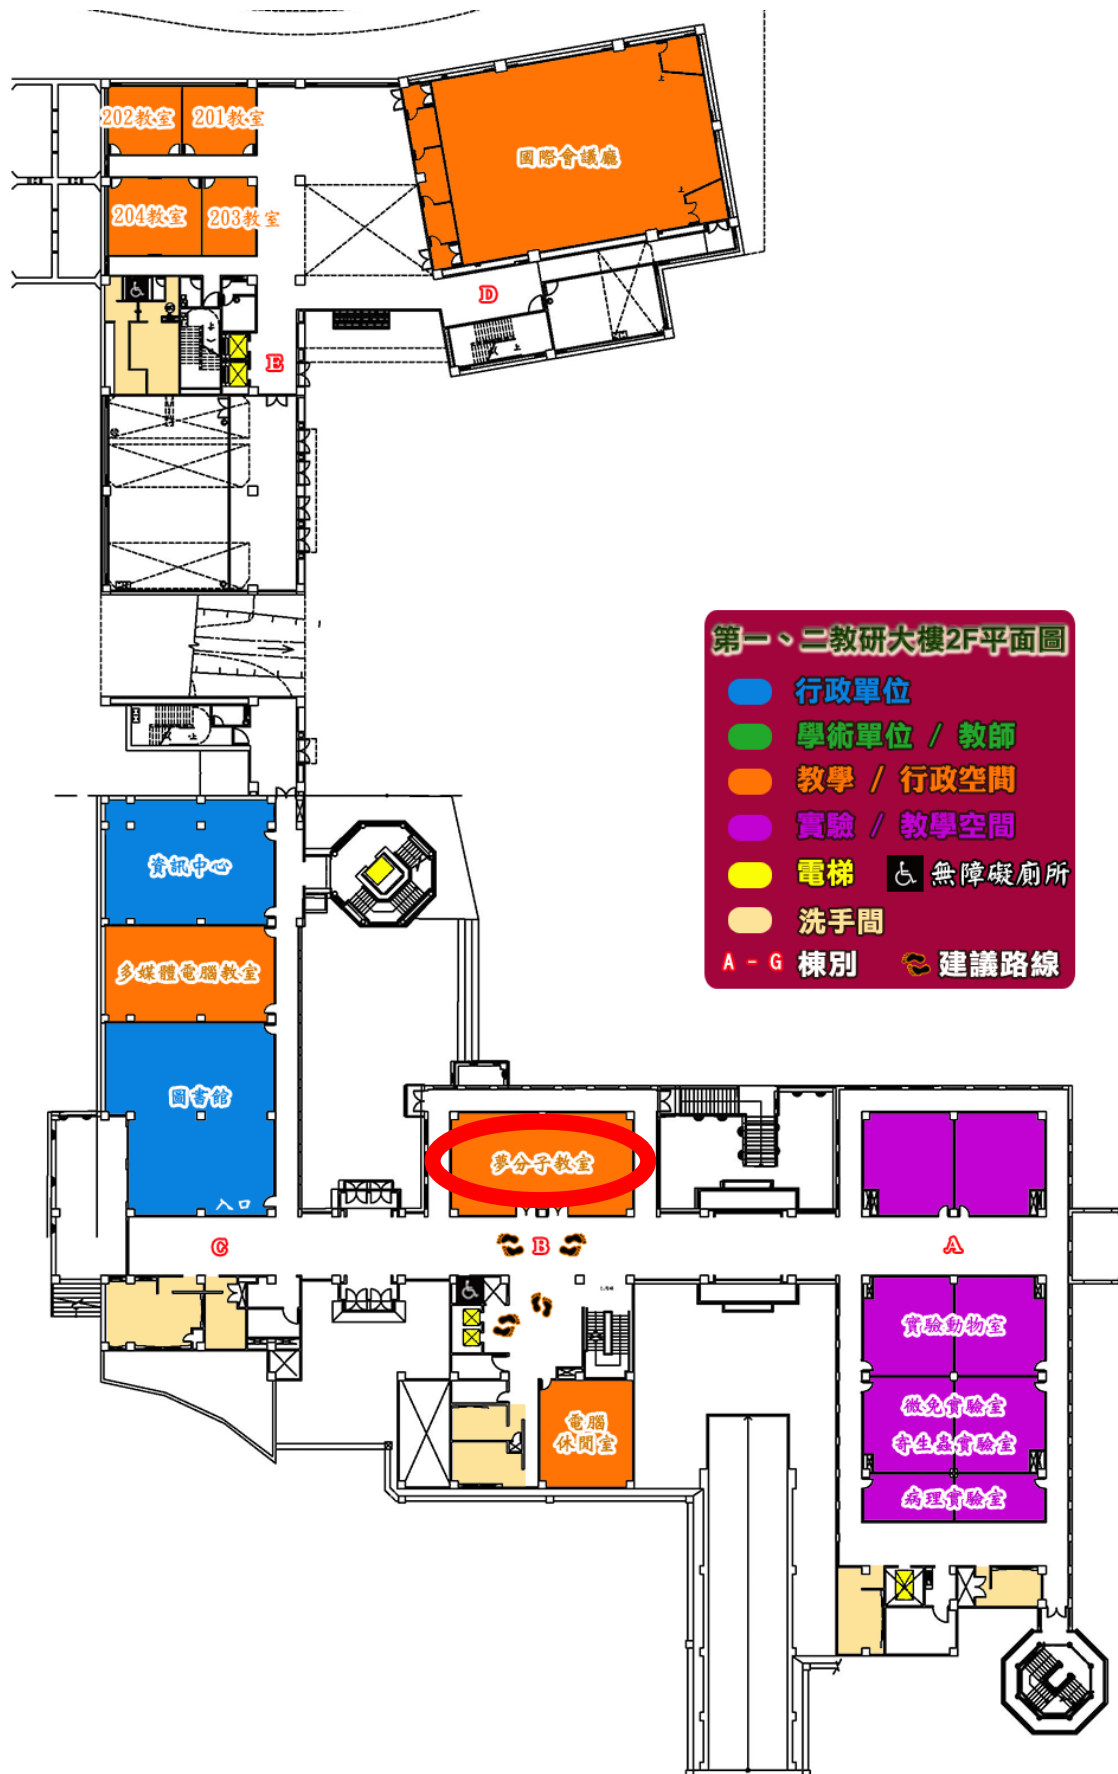 202教室
201教室
國際會議廳
204教室
203教室
D
E
第一、二教研大樓2F平面圖
行政單位
學術單位 / 教師
教學 / 行政空間
實驗 / 教學空間
電梯
無障礙廁所
洗手間
A - G 棟別
建議路線
資訊中心
多媒體電腦教室
圖書館
入口
夢分子教室
C
B
A
實驗動物室
微免實驗室
寄生蟲實驗室
病理實驗室
電腦
休閒室
上
上
上
上
上